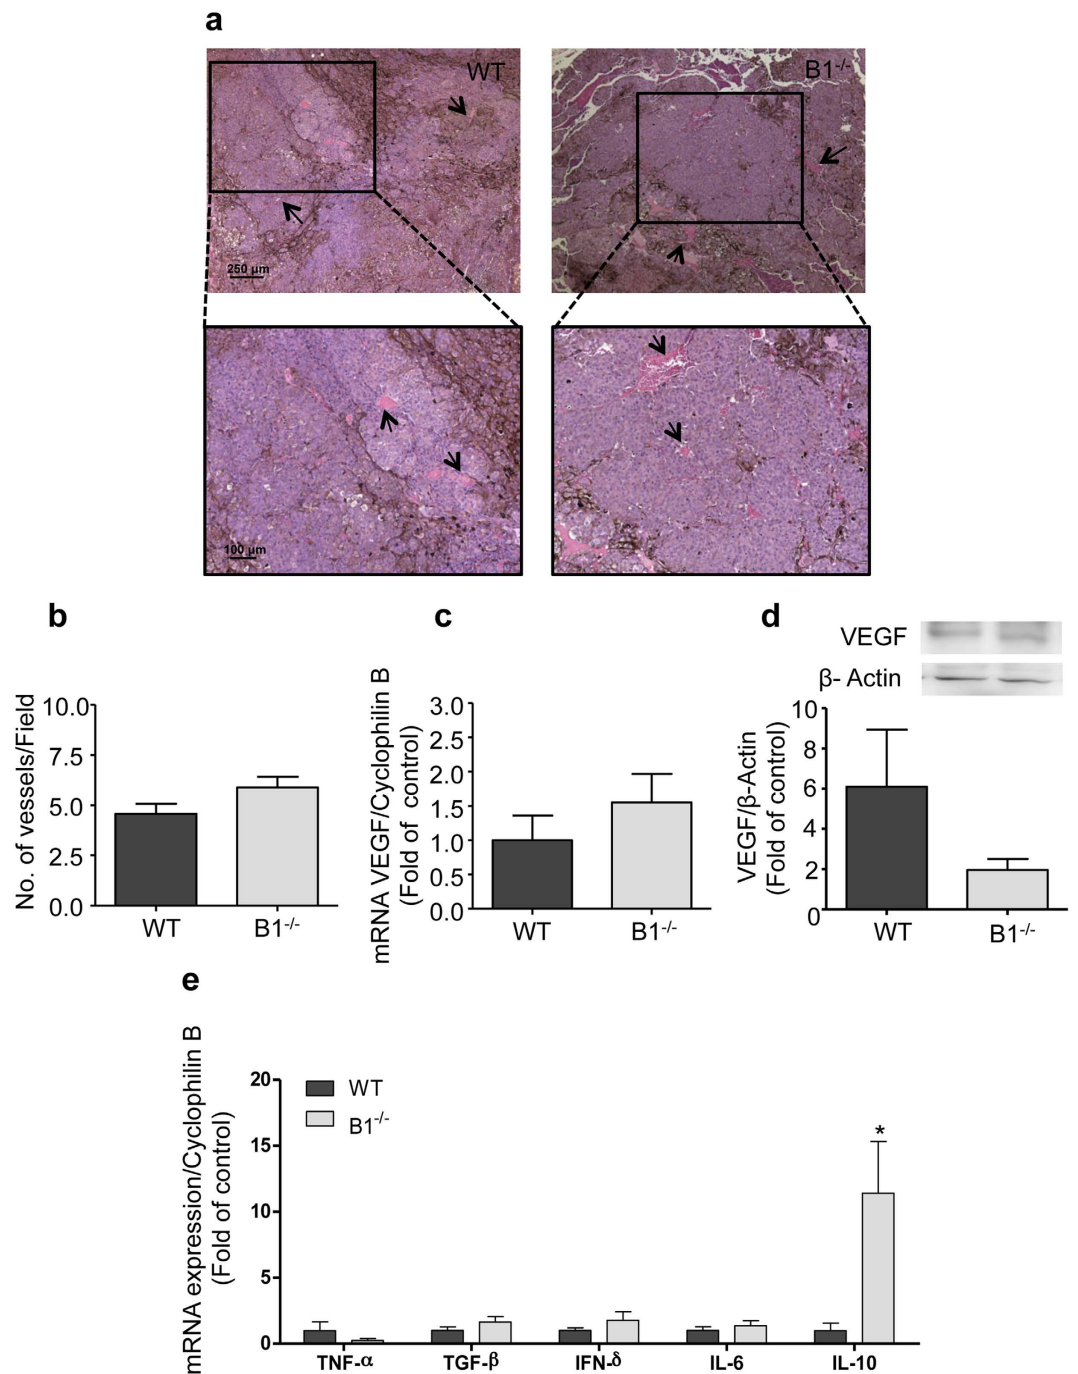 a
WT
B1-/-
250 µm
100 µm
b
c
d
VEGF
β- Actin
No. of vessels/Field
10.0
7.5
5.0
2.5
0.0
WT
B1-/-
mRNA VEGF/Cyclophilin B
(Fold of control)
3.0
2.5
2.0
1.5
1.0
0.5
0.0
WT
B1-/-
VEGF/β-Actin
(Fold of control)
10
8
6
4
2
0
WT
B1-/-
e
mRNA expression/Cyclophilin B
(Fold of control)
20
15
10
5
0
WT
B1-/-
*
TNF-α
TGF-β
IFN-δ
IL-6
IL-10